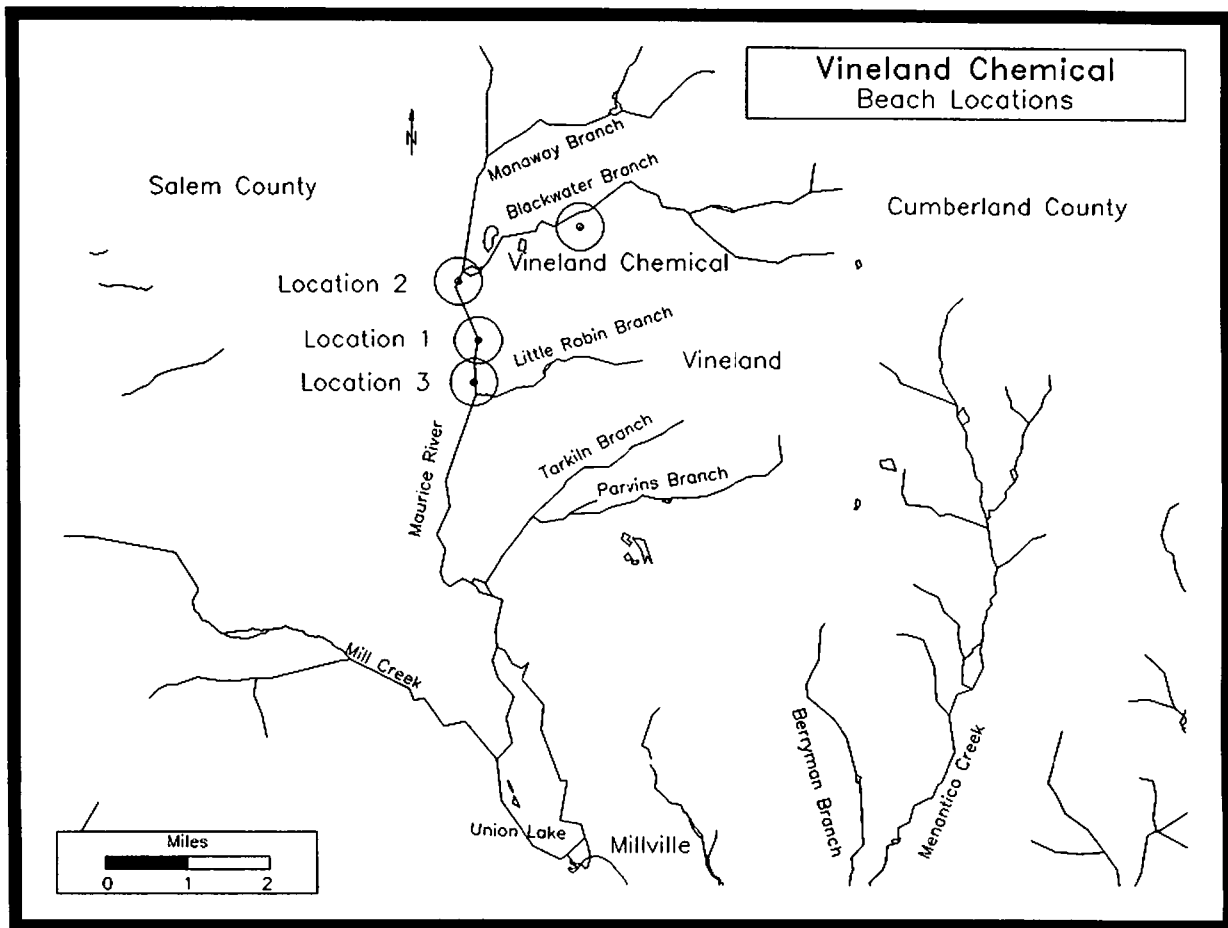 Vineland Chemical
Beach Locations
N
Manaway Branch
Salem County
Blackwater Branch
Cumberland County
Vineland Chemical
Location 2
Location 1
Little Robin Branch
Vineland
Location 3
Maurice River
Tarkiln Branch
Parvins Branch
Mill Creek
Berryman Branch
Menantico Creek
Union Lake
Millville
Miles
0 1 2